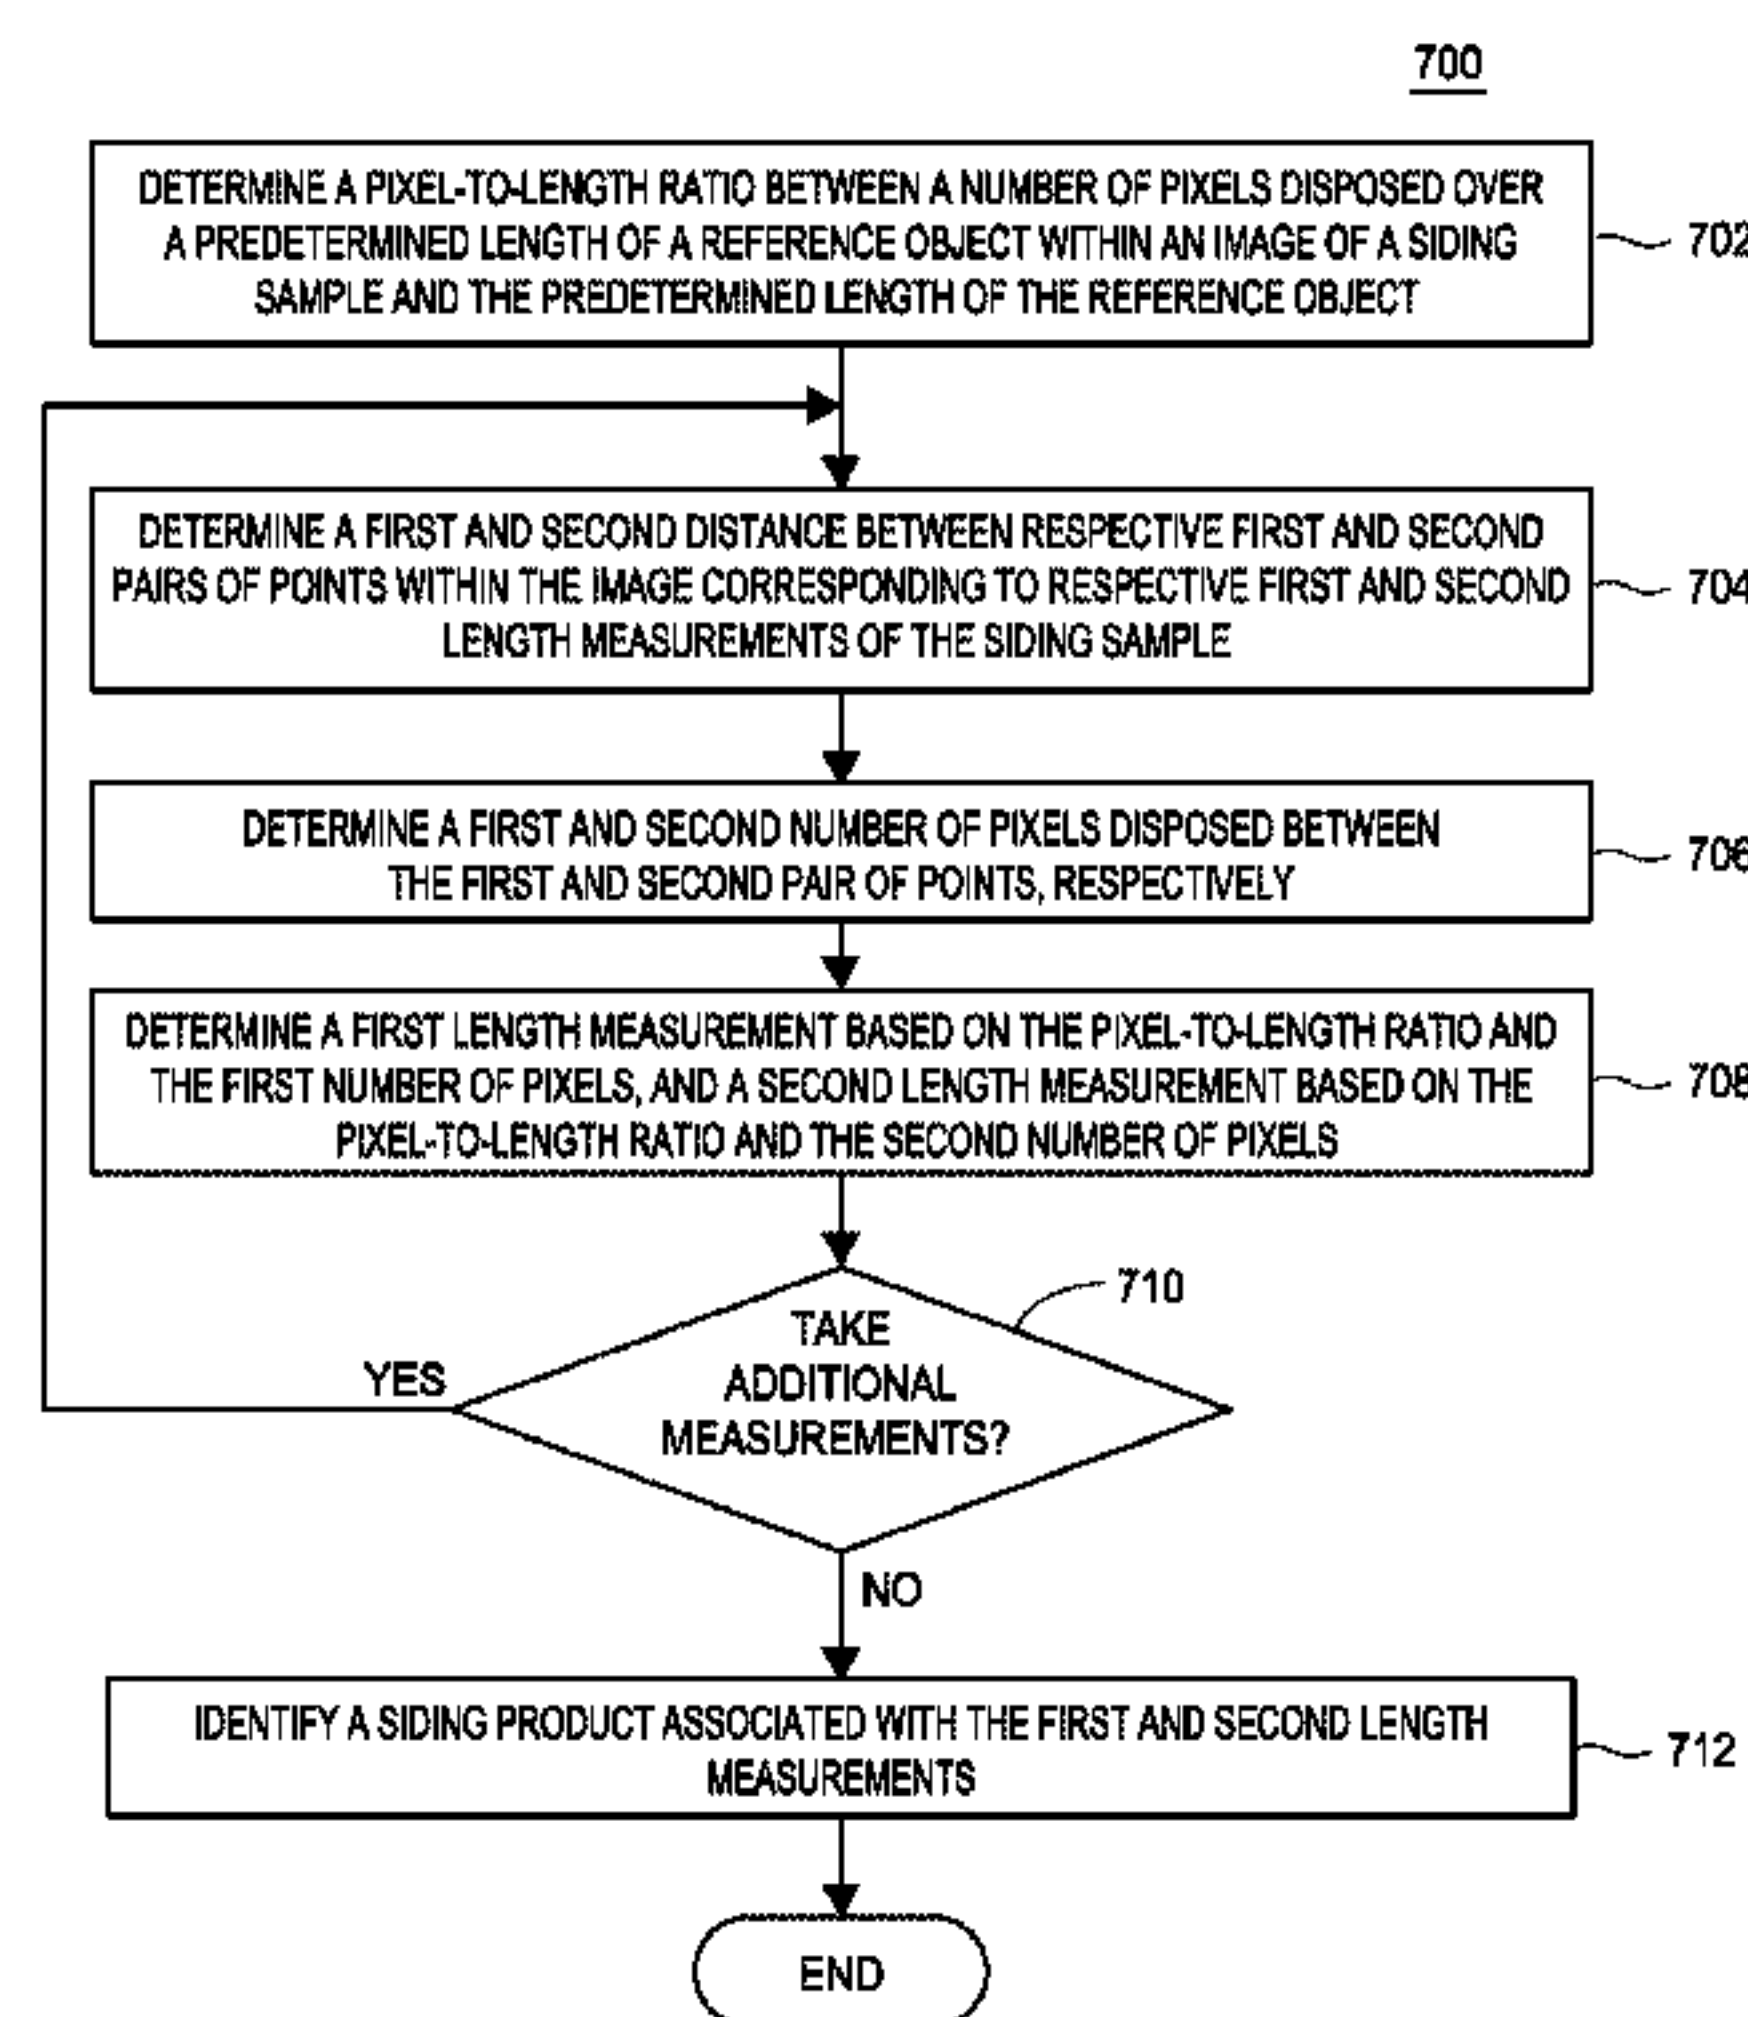 700
DETERMINE A PIXEL-TO-LENGTH RATIO BETWEEN A NUMBER OF PIXELS DISPOSED OVER
A PREDETERMINED LENGTH OF A REFERENCE OBJECT WITHIN AN IMAGE OF A SIDING
SAMPLE AND THE PREDETERMINED LENGTH OF THE REFERENCE OBJECT
702
DETERMINE A FIRST AND SECOND DISTANCE BETWEEN RESPECTIVE FIRST AND SECOND
PAIRS OF POINTS WITHIN THE IMAGE CORRESPONDING TO RESPECTIVE FIRST AND SECOND
LENGTH MEASUREMENTS OF THE SIDING SAMPLE
704
DETERMINE A FIRST AND SECOND NUMBER OF PIXELS DISPOSED BETWEEN
THE FIRST AND SECOND PAIR OF POINTS, RESPECTIVELY
706
DETERMINE A FIRST LENGTH MEASUREMENT BASED ON THE PIXEL-TO-LENGTH RATIO AND
THE FIRST NUMBER OF PIXELS, AND A SECOND LENGTH MEASUREMENT BASED ON THE
PIXEL-TO-LENGTH RATIO AND THE SECOND NUMBER OF PIXELS
708
710
TAKE
ADDITIONAL
MEASUREMENTS?
YES
NO
IDENTIFY A SIDING PRODUCT ASSOCIATED WITH THE FIRST AND SECOND LENGTH
MEASUREMENTS
712
END